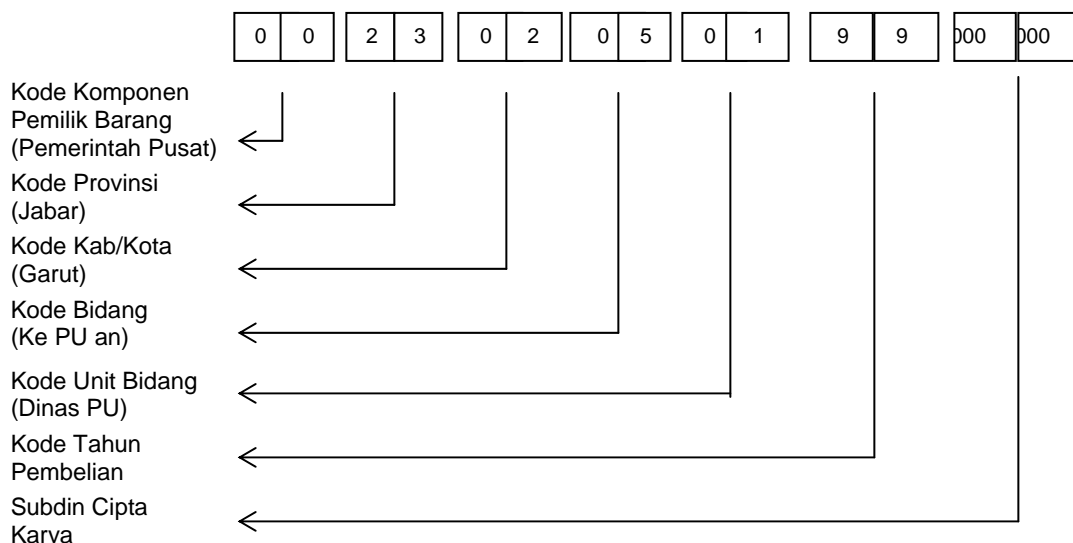 0 0 2 3 0 2 0 5 0 1 9 9 000 000
Kode Komponen
Pemilik Barang
(Pemerintah Pusat)
Kode Provinsi
(Jabar)
Kode Kab/Kota
(Garut)
Kode Bidang
(Ke PU an)
Kode Unit Bidang
(Dinas PU)
Kode Tahun
Pembelian
Subdin Cipta
Karya